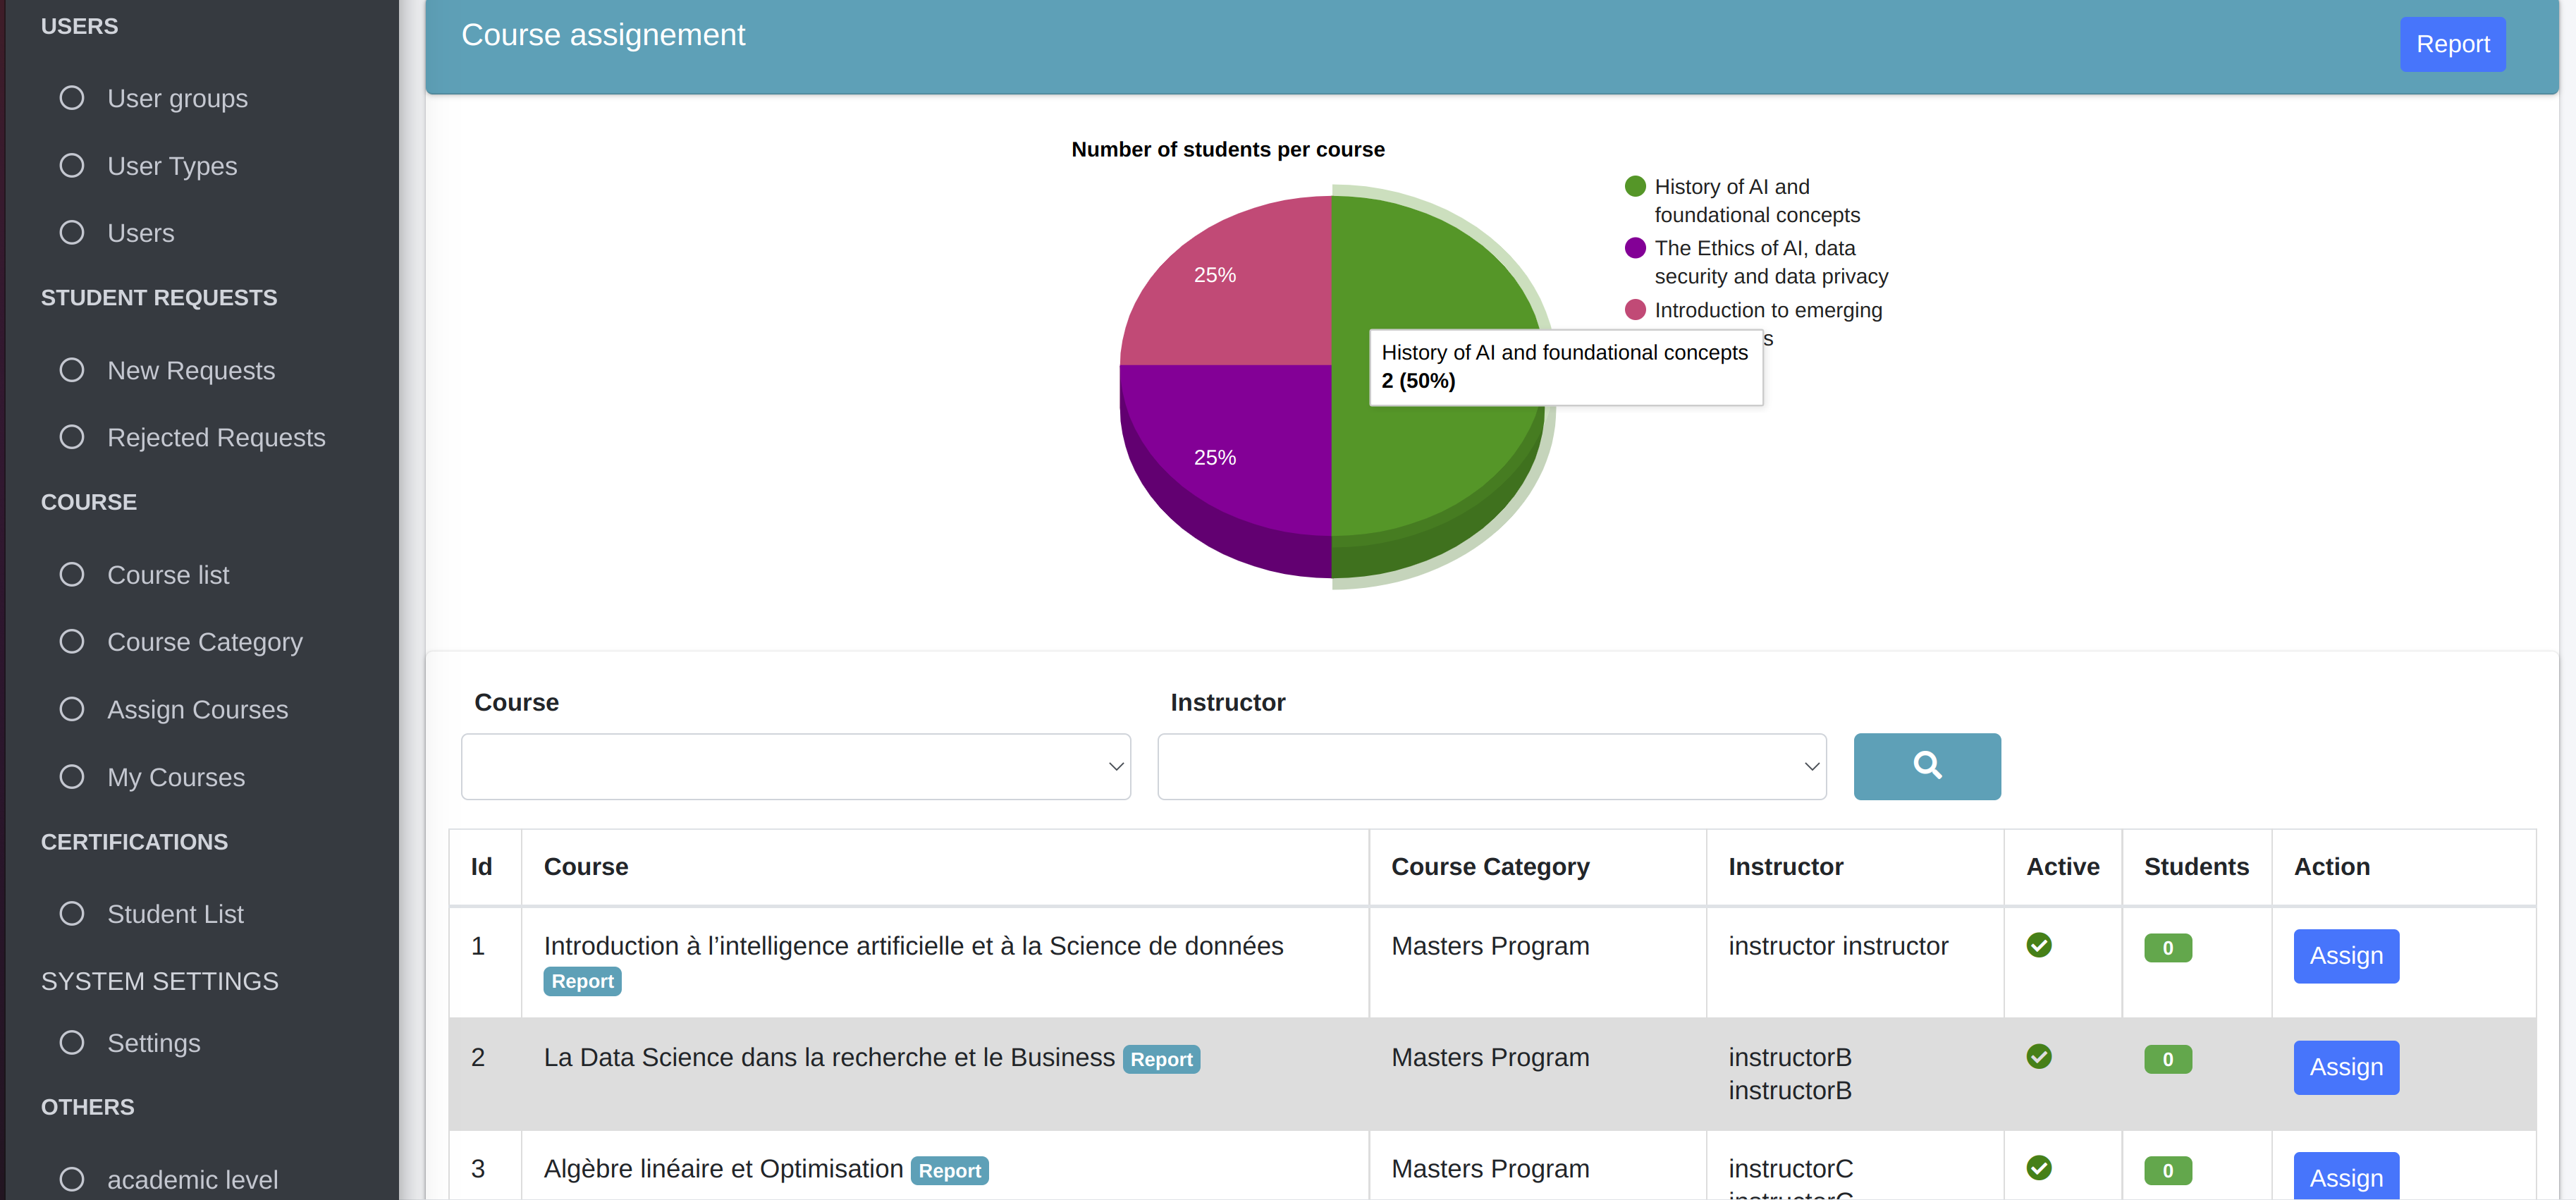 USERS
User groups
User Types
Users
STUDENT REQUESTS
New Requests
Rejected Requests
COURSE
Course list
Course Category
Assign Courses
My Courses
CERTIFICATIONS
Student List
SYSTEM SETTINGS
Settings
OTHERS
academic level
Course assignement
Report
Number of students per course
25%
25%
History of AI and
foundational concepts
The Ethics of AI, data
security and data privacy
Introduction to emerging
History of AI and foundational concepts
2 (50%)
Course
Instructor
Id Course Course Category Instructor Active Students Action
1 Introduction à l’intelligence artificielle et à la Science de données Masters Program instructor instructor 0 Assign
Report
2 La Data Science dans la recherche et le Business Report Masters Program instructorB 0 Assign
instructorB
3 Algèbre linéaire et Optimisation Report Masters Program instructorC 0 Assign
instructorC